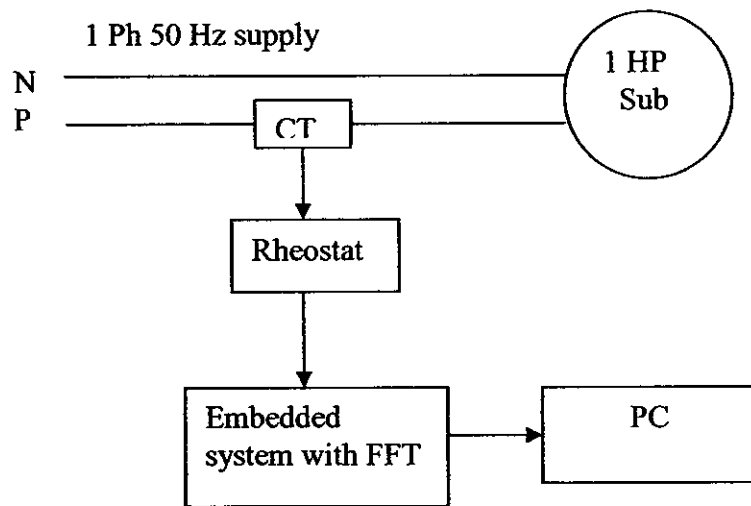 1 Ph 50 Hz supply
N
P
CT
1 HP
Sub
Rheostat
Embedded
system with FFT
PC